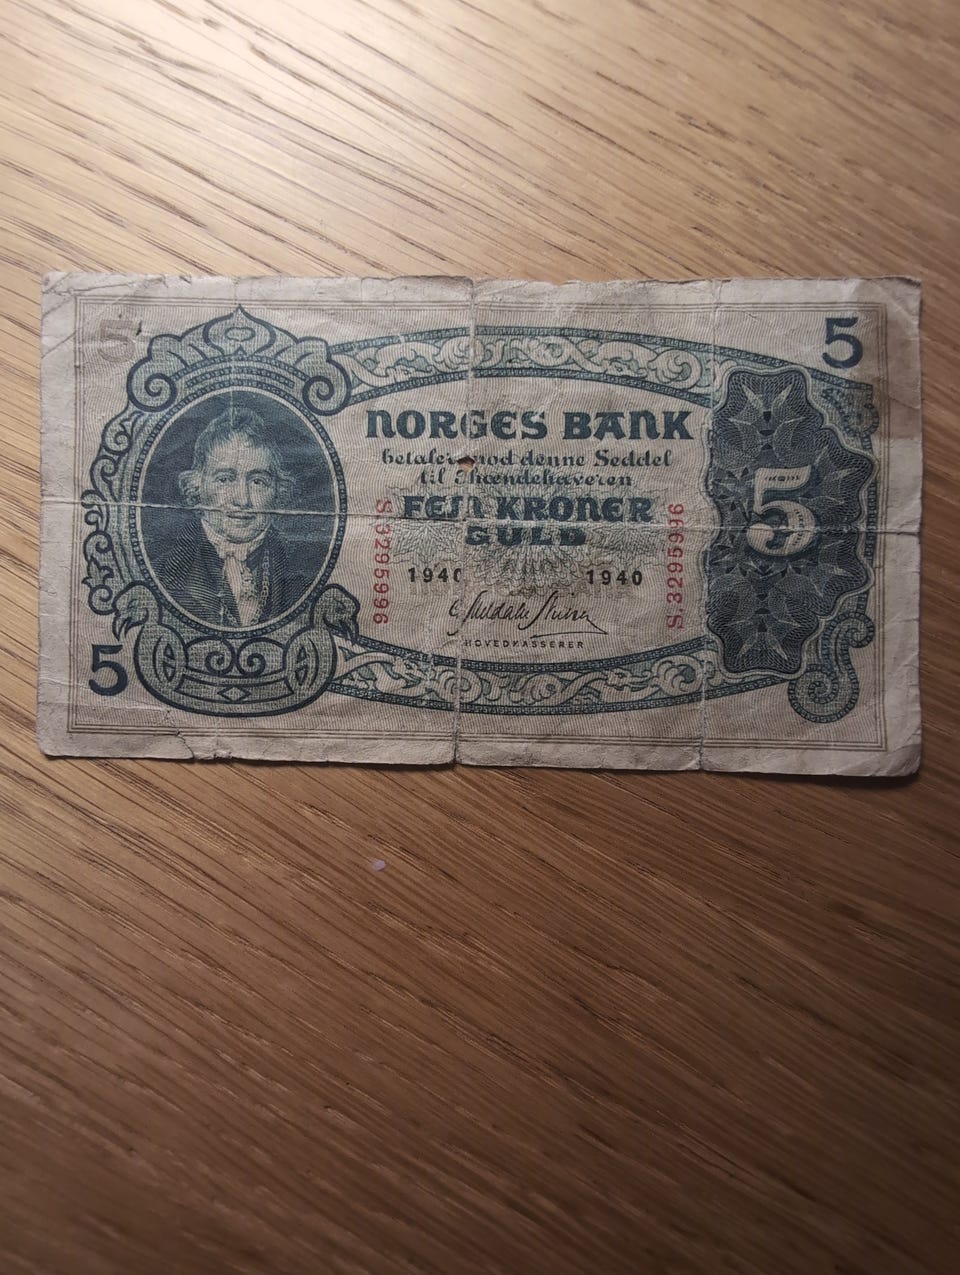 5
5
NORGES BANK
betaler mod denne Seddel
til Ihændehaveren
FEM KRONER
GULD
S.3295996
S.3295996
5
1940
1940
HOVEDKASSERER
5